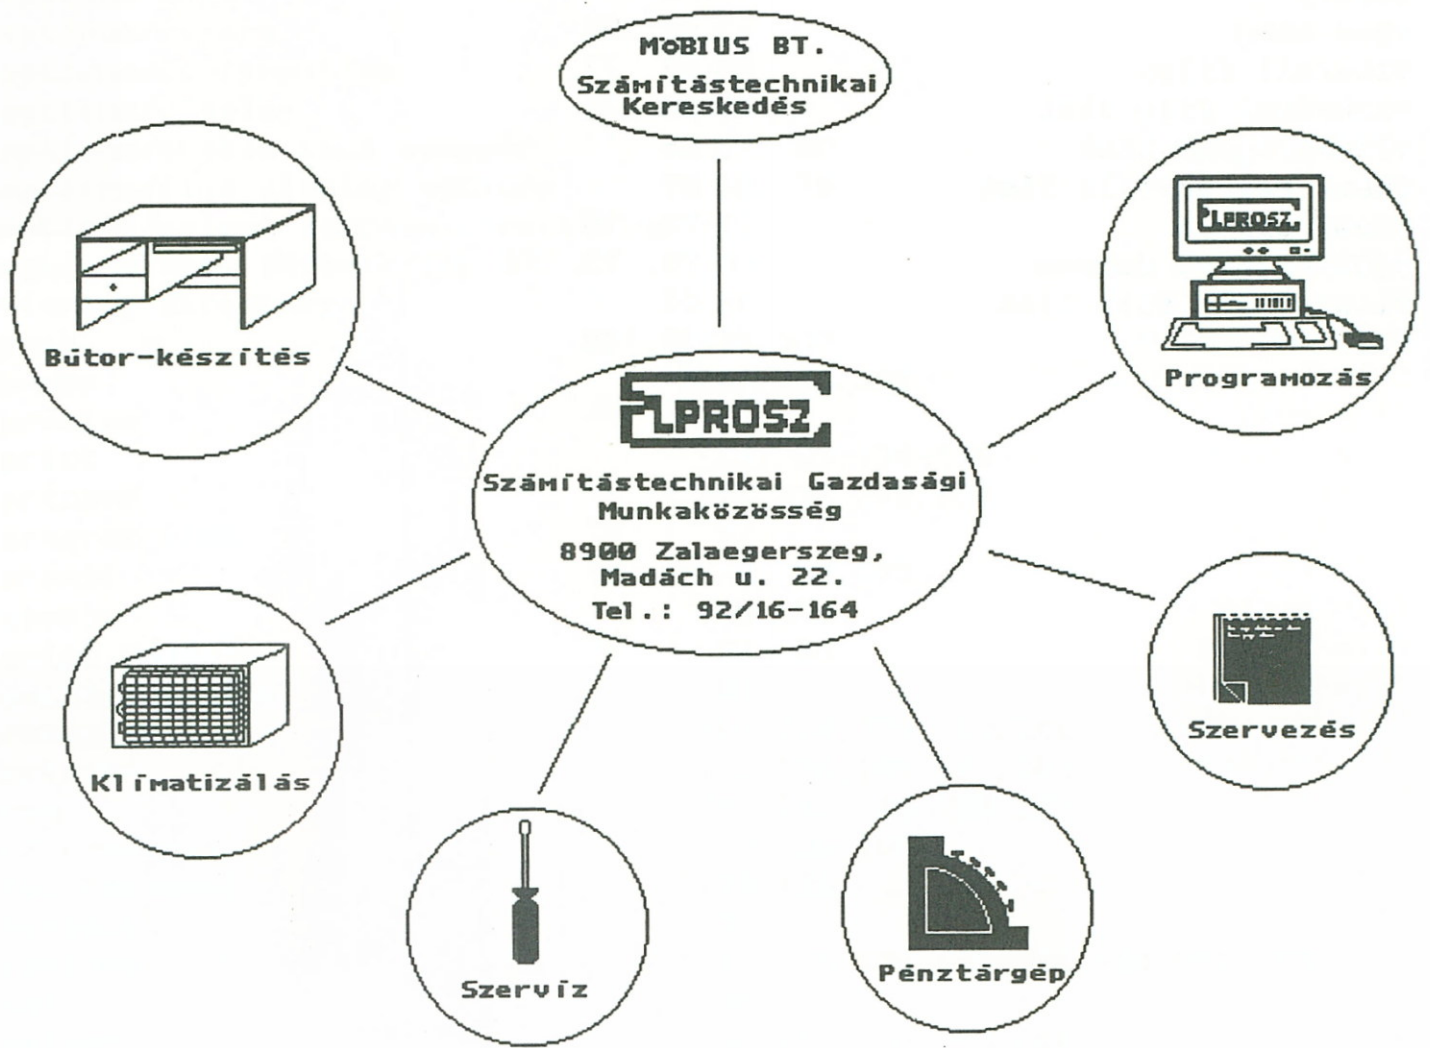 MÖBIUS BT.
Számítástechnikai
Kereskedés
Bútor-készítés
ELPROSZ
Programozás
ELPROSZ
Számítástechnikai Gazdasági
Munkaközösség
8900 Zalaegerszeg,
Madách u. 22.
Tel.: 92/16-164
Klímatizálás
Szervezés
Szervíz
Pénztárgép